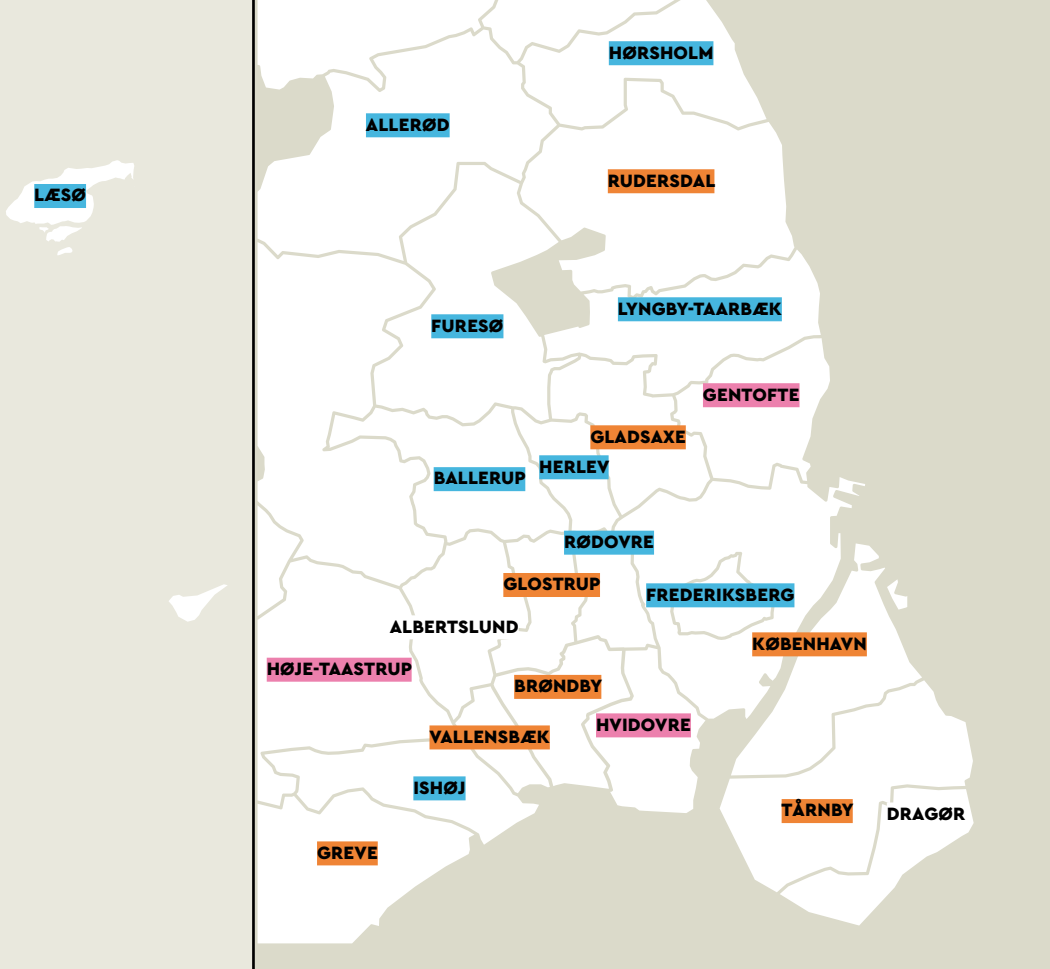 HØRSHOLM
ALLERØD
RUDERSDAL
LÆSØ
LYNGBY-TAARBÆK
FURESØ
GENTOFTE
GLADSAXE
HERLEV
BALLERUP
RØDOVRE
GLOSTRUP
FREDERIKSBERG
ALBERTSLUND
KØBENHAVN
HØJE-TAASTRUP
BRØNDBY
HVIDOVRE
VALLENSBÆK
ISHØJ
TÅRNBY
DRAGØR
GREVE